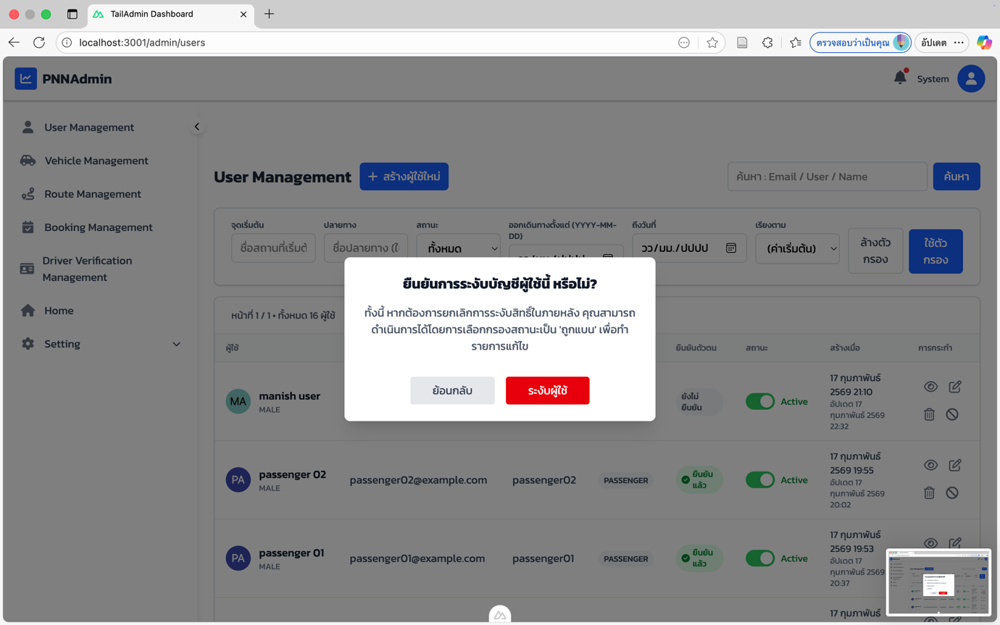 TailAdmin Dashboard
localhost:3001/admin/users
ตรวจสอบว่าเป็นคุณ
อัปเดต
PNNAdmin
System
User Management
Vehicle Management
Route Management
Booking Management
Driver Verification
Management
Home
Setting
User Management
+ สร้างผู้ใช้ใหม่
ค้นหา : Email / User / Name
ค้นหา
จุดเริ่มต้น
ชื่อสถานที่เริ่มต้
ปลายทาง
ชื่อปลายทาง (ใ
สถานะ
ทั้งหมด
ออกเดินทางตั้งแต่ (YYYY-MM-
DD)
ถึงวันที่
วว/มม./ปปปป
เรียงตาม
(ค่าเริ่มต้น)
ล้างตัว
กรอง
ใช้ตัว
กรอง
ยืนยันการระงับบัญชีผู้ใช้นี้ หรือไม่?
ทั้งนี้ หากต้องการยกเลิกการระงับสิทธิ์ในภายหลัง คุณสามารถ
ดำเนินการได้โดยการเลือกกรองสถานะเป็น 'ถูกแบน' เพื่อทำ
รายการแก้ไข
ย้อนกลับ
ระงับผู้ใช้
หน้าที่ 1 / 1 • ทั้งหมด 16 ผู้ใช้
ผู้ใช้
ยืนยันตัวตน
สถานะ
สร้างเมื่อ
การกระทำ
MA
manish user
MALE
ยังไม่
ยืนยัน
Active
17 กุมภาพันธ์
2569 21:10
อัปเดต 17
กุมภาพันธ์ 2569
22:32
PA
passenger 02
MALE
passenger02@example.com
passenger02
PASSENGER
ยืนยัน
แล้ว
Active
17 กุมภาพันธ์
2569 19:55
อัปเดต 17
กุมภาพันธ์ 2569
20:02
PA
passenger 01
MALE
passenger01@example.com
passenger01
PASSENGER
ยืนยัน
แล้ว
Active
17 กุมภาพันธ์
2569 19:53
อัปเดต 17
กุมภาพันธ์ 2569
20:37
17 กุมภาพันธ์